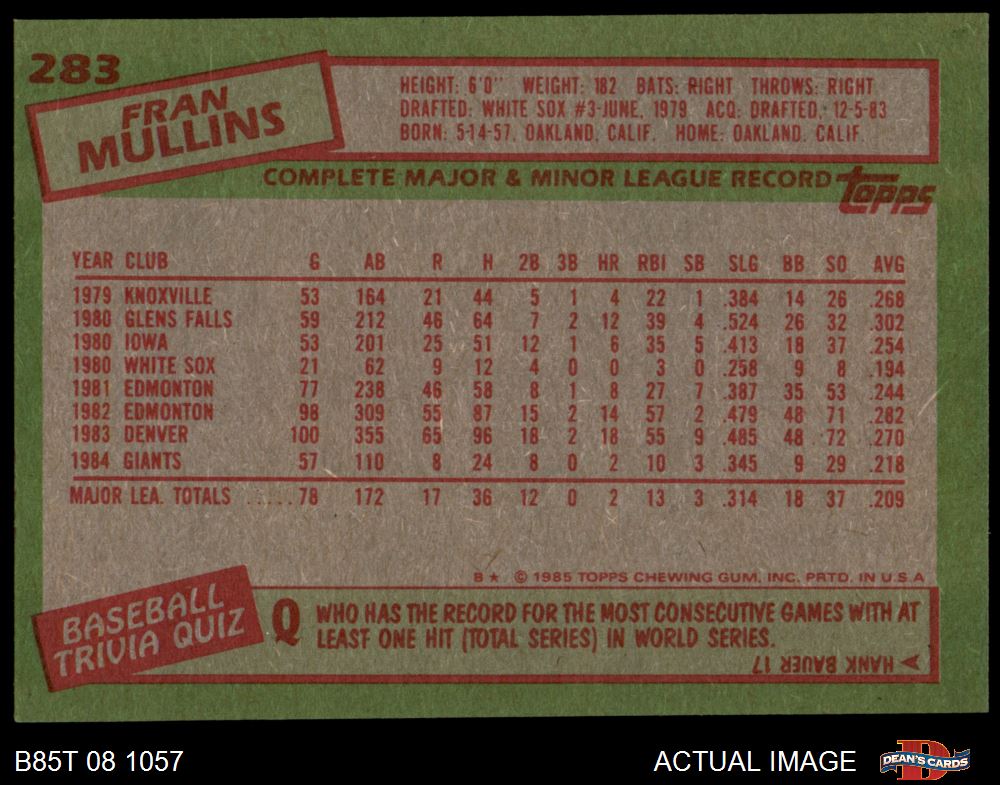 283
FRAN
MULLINS
HEIGHT: 6'0" WEIGHT: 182 BATS: RIGHT THROWS: RIGHT
DRAFTED: WHITE SOX #3-JUNE, 1979 ACQ: DRAFTED, 12-5-83
BORN: 5-14-57, OAKLAND, CALIF. HOME: OAKLAND, CALIF.
COMPLETE MAJOR & MINOR LEAGUE RECORD topps
YEAR CLUB G AB R H 2B 3B HR RBI SB SLG BB SO AVG
1979 KNOXVILLE 53 164 21 44 5 1 4 22 1 .384 14 26 .268
1980 GLENS FALLS 59 212 46 64 7 2 12 39 4 .524 26 32 .302
1980 IOWA 53 201 25 51 12 1 6 35 5 .413 18 37 .254
1980 WHITE SOX 21 62 9 12 4 0 0 3 0 .258 9 8 .194
1981 EDMONTON 77 238 46 58 8 1 8 27 7 .387 35 53 .244
1982 EDMONTON 98 309 55 87 15 2 14 57 2 .479 48 71 .282
1983 DENVER 100 355 65 96 18 2 18 55 9 .485 48 72 .270
1984 GIANTS 57 110 8 24 8 0 2 10 3 .345 9 29 .218
MAJOR LEA. TOTALS ..... 78 172 17 36 12 0 2 13 3 .314 18 37 .209
B★ © 1985 TOPPS CHEWING GUM, INC. PRTD. IN U.S.A
BASEBALL
TRIVIA QUIZ
Q WHO HAS THE RECORD FOR THE MOST CONSECUTIVE GAMES WITH AT
LEAST ONE HIT (TOTAL SERIES) IN WORLD SERIES.
HANK BAUER 17
B85T 08 1057
ACTUAL IMAGE
DEAN'S CARDS